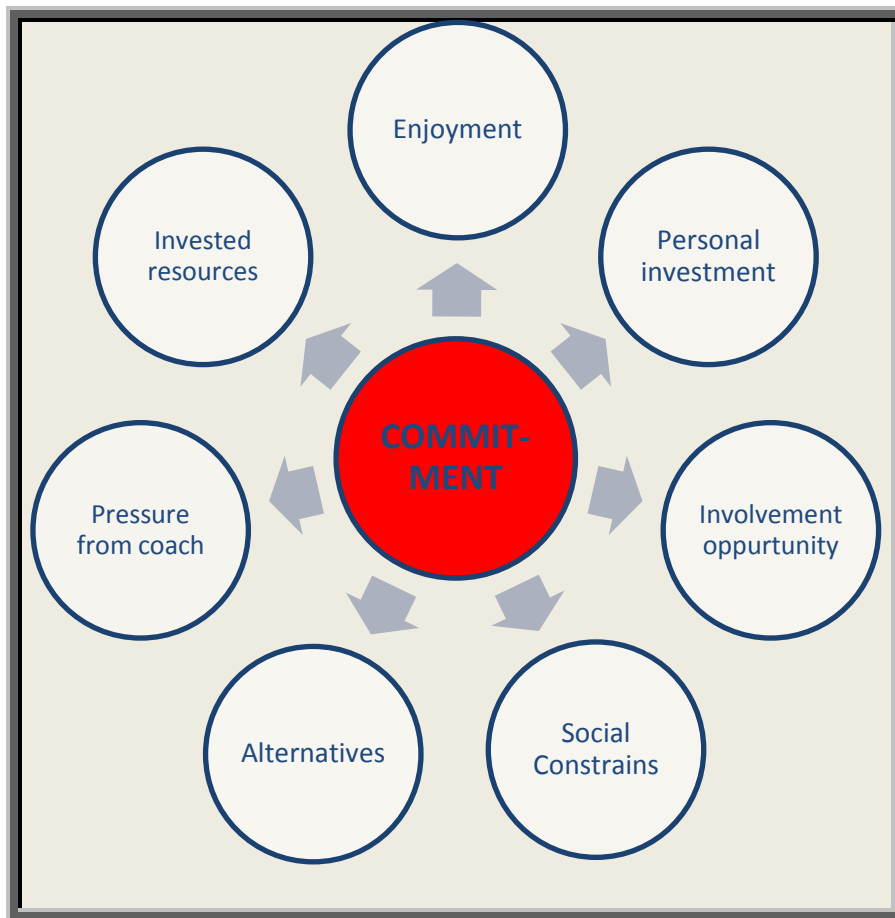 Enjoyment
Personal
investment
Involvement
oppurtunity
Social
Constrains
Alternatives
Pressure
from coach
Invested
resources
COMMIT-
MENT